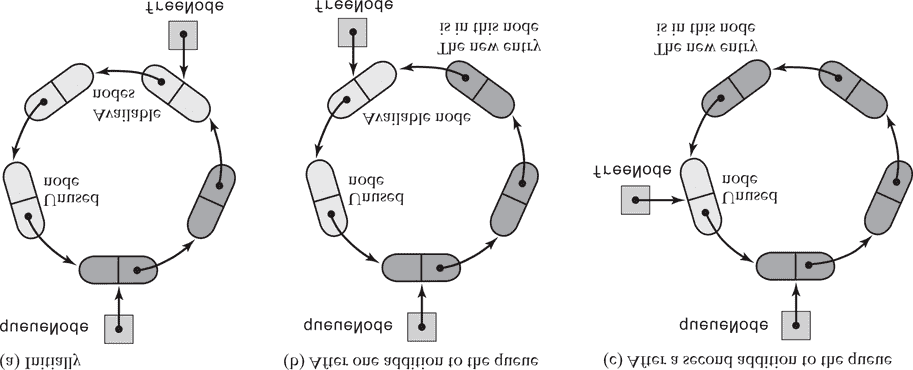 (a) Initially
queueNode
Unused
node
Available
nodes
freeNode
(b) After one addition to the queue
queueNode
Unused
node
Available node
The new entry
is in this node
freeNode
(c) After a second addition to the queue
queueNode
Unused
node
freeNode
The new entry
is in this node